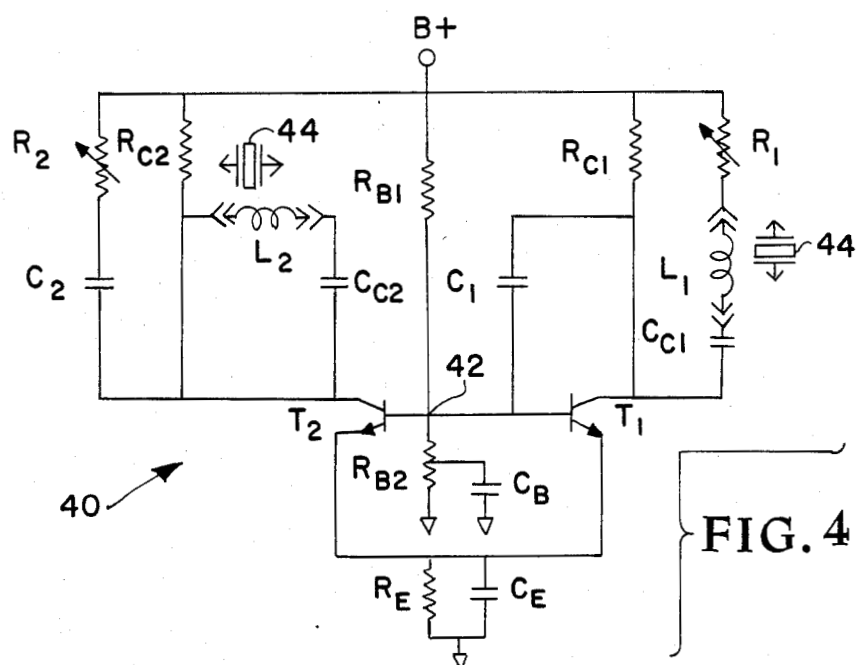 B+
44
R2
RC2
RB1
RC1
R1
L2
44
C2
CC2
C1
L1
CC1
42
T2
T1
RB2
CB
40
FIG. 4
RE
CE